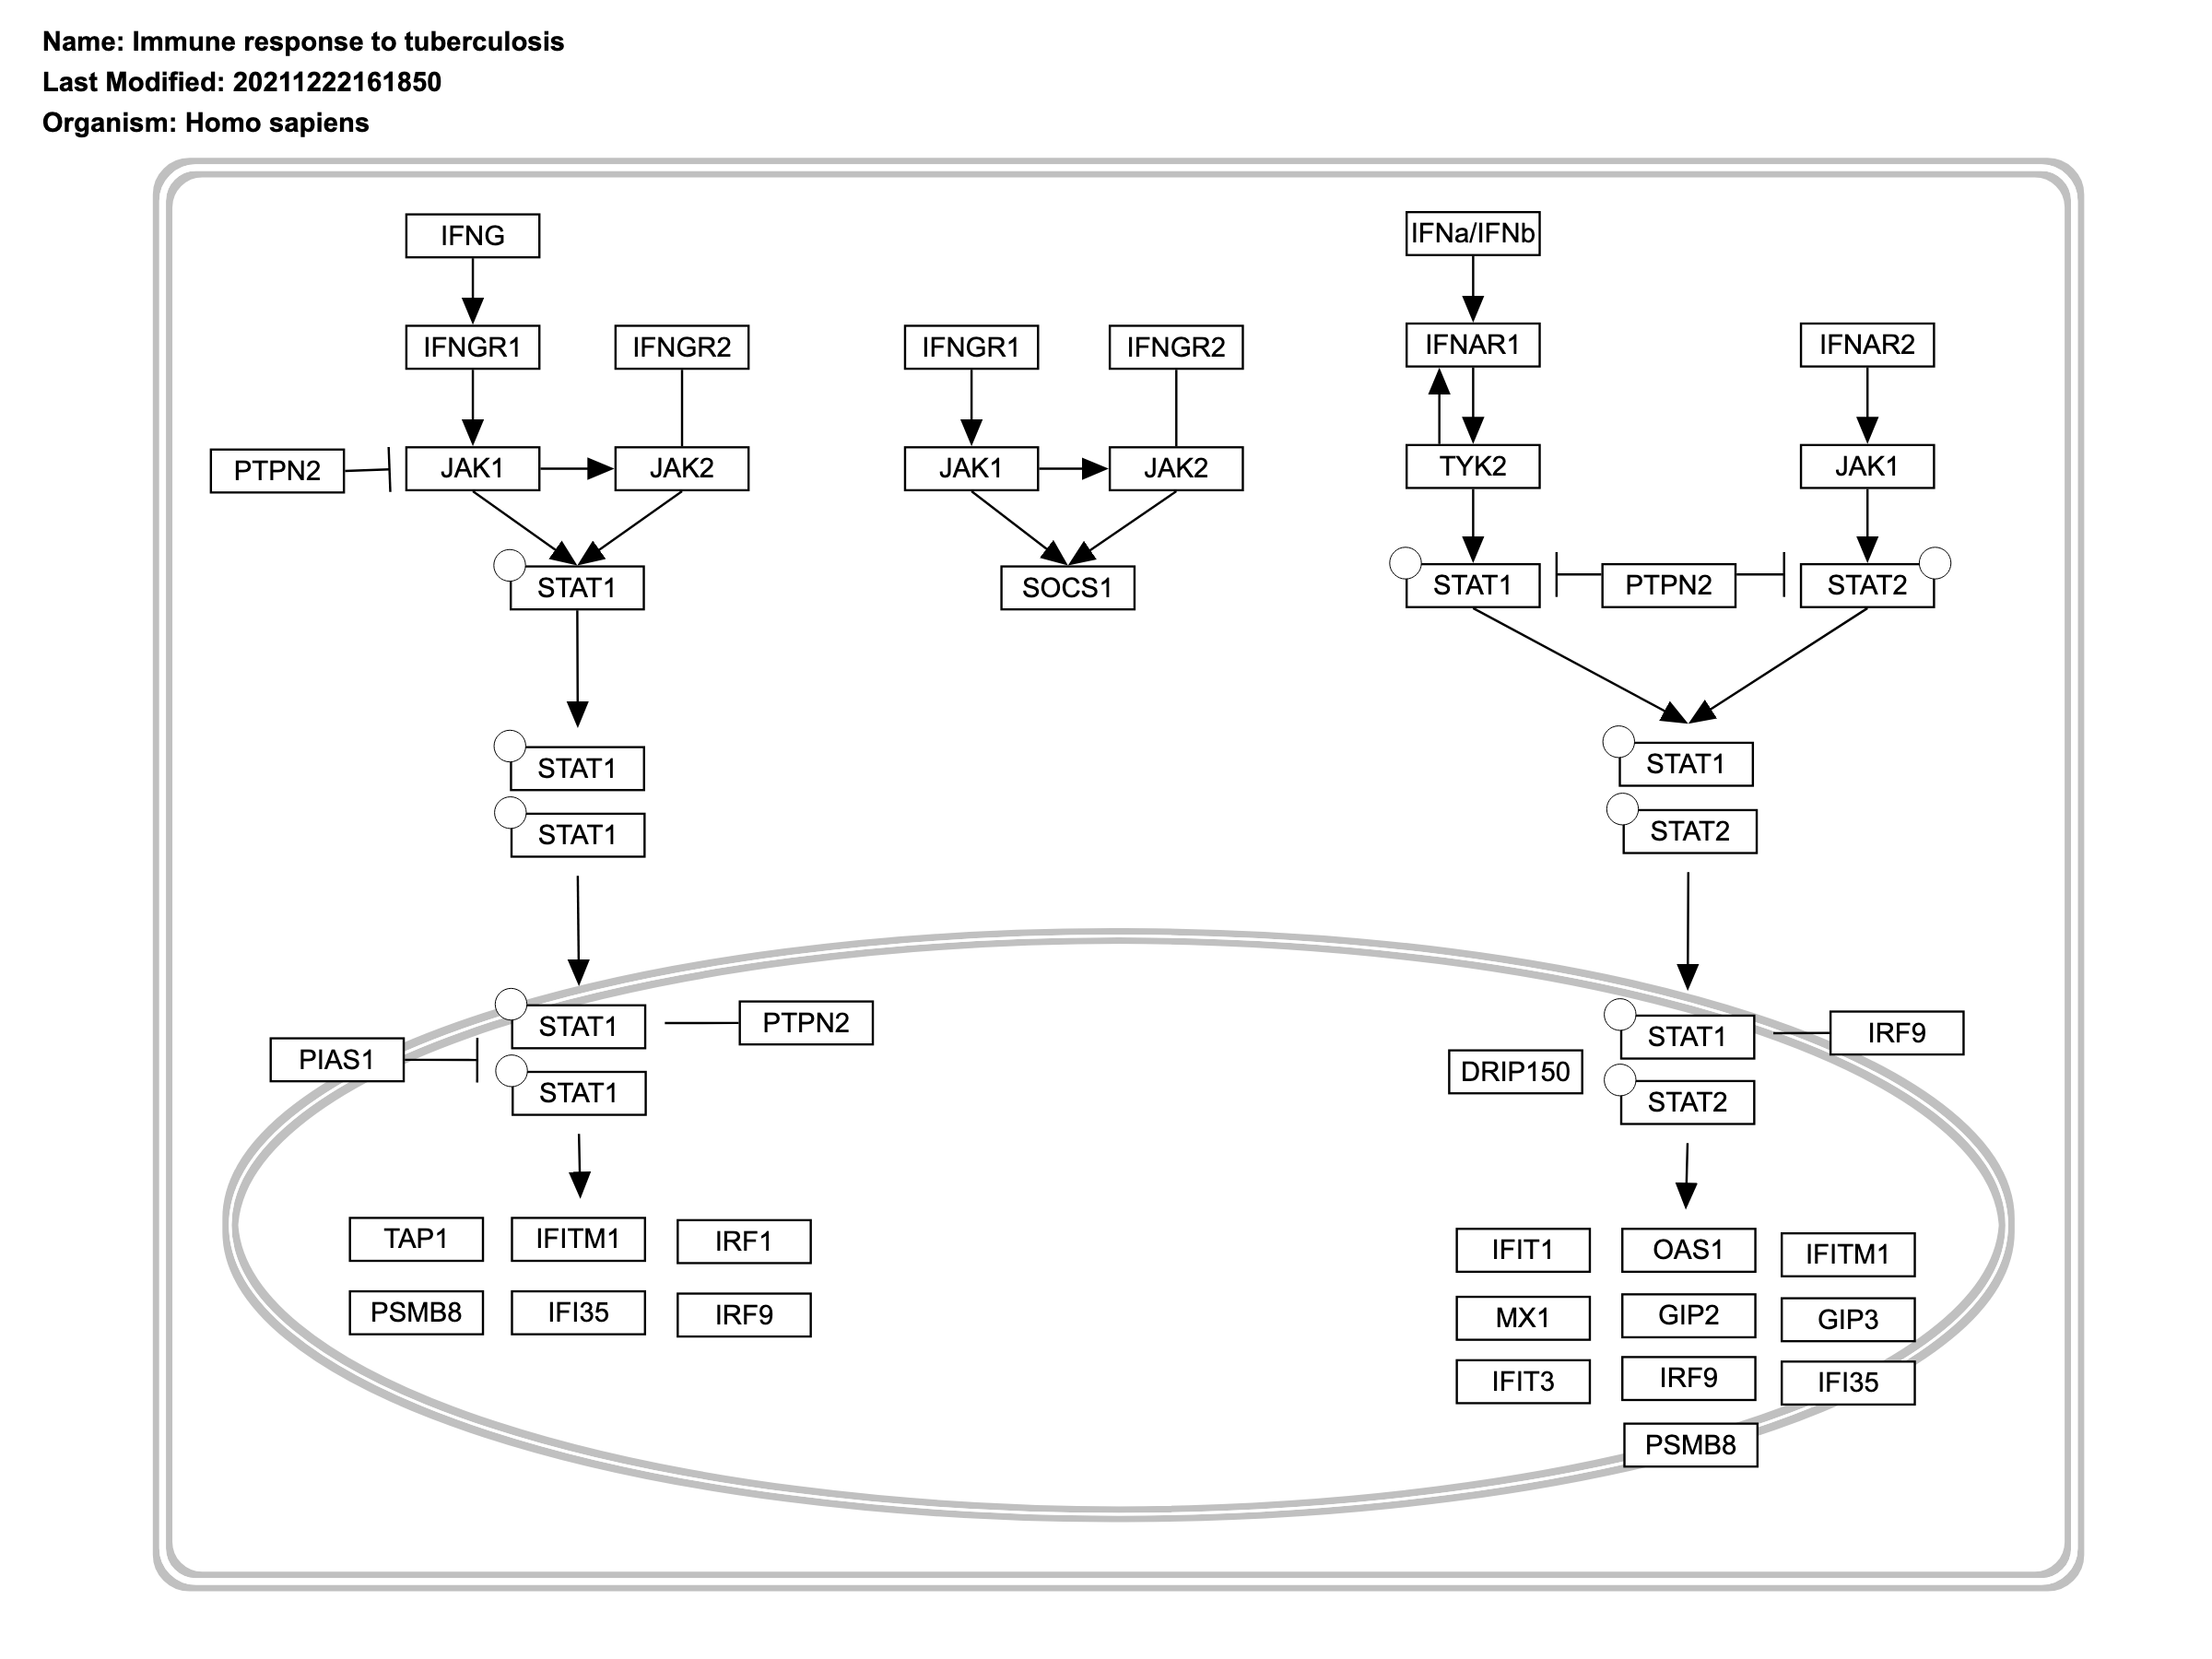 Name: Immune response to tuberculosis
Last Modified: 20211222161850
Organism: Homo sapiens
IFNG
IFNa/IFNb
IFNGR1
IFNGR2
IFNGR1
IFNGR2
IFNAR1
IFNAR2
PTPN2
JAK1
JAK2
JAK1
JAK2
TYK2
JAK1
STAT1
SOCS1
STAT1
PTPN2
STAT2
STAT1
STAT1
STAT1
STAT2
STAT1
PTPN2
STAT1
IRF9
PIAS1
DRIP150
STAT1
STAT2
TAP1
IFITM1
IRF1
IFIT1
OAS1
IFITM1
PSMB8
IFI35
IRF9
MX1
GIP2
GIP3
IFIT3
IRF9
IFI35
PSMB8